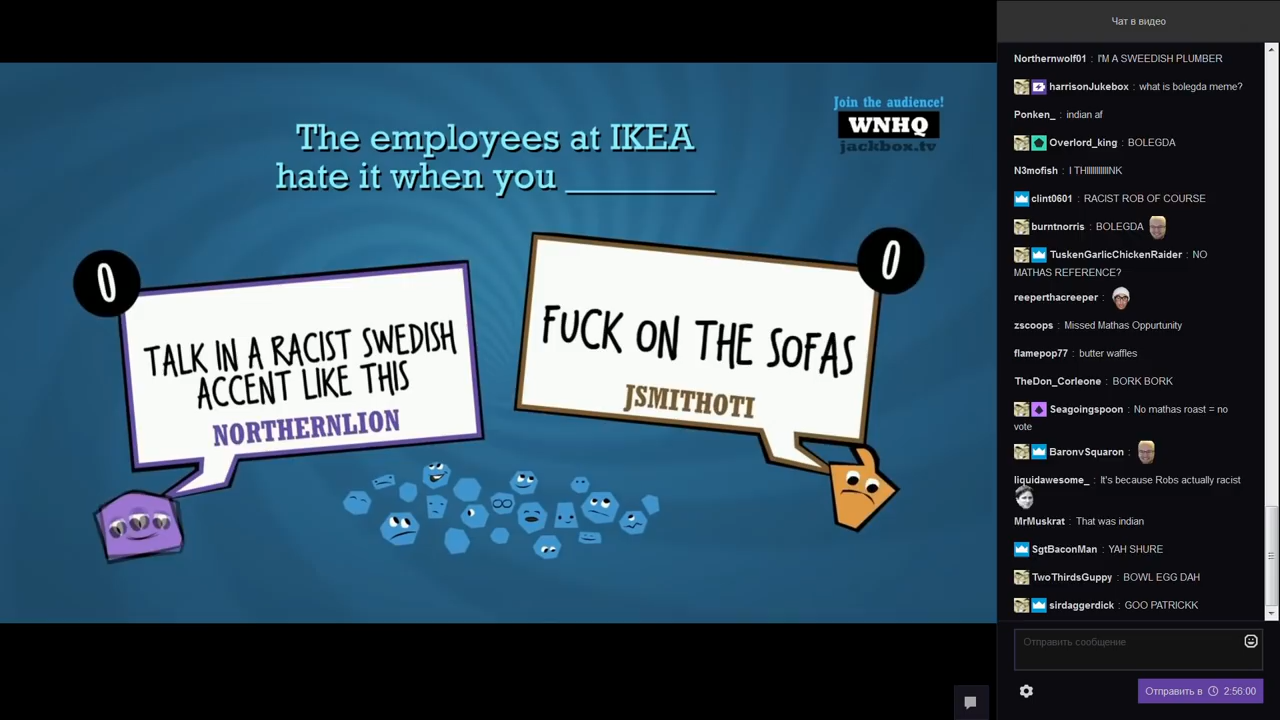 Join the audience!
WNHQ
jackbox.tv
The employees at IKEA
hate it when you ________
0
TALK IN A RACIST SWEDISH
ACCENT LIKE THIS
NORTHERNLION
0
FUCK ON THE SOFAS
JSMITHOTI
Чат в видео
Northernwolf01 : I'M A SWEEDISH PLUMBER
harrisonJukebox : what is bolegda meme?
Ponken_ : indian af
Overlord_king : BOLEGDA
N3mofish : I THIIIIIIIIIINK
clint0601 : RACIST ROB OF COURSE
burntnorris : BOLEGDA
TuskenGarlicChickenRaider : NO
MATHAS REFERENCE?
reeperthacreeper :
zscoops : Missed Mathas Oppurtunity
flamepop77 : butter waffles
TheDon_Corleone : BORK BORK
Seagoingspoon : No mathas roast = no
vote
BaronvSquaron :
liquidawesome_ : It's because Robs actually racist
MrMuskrat : That was indian
SgtBaconMan : YAH SHURE
TwoThirdsGuppy : BOWL EGG DAH
sirdaggerdick : GOO PATRICKK
Отправить сообщение
Отправить в 2:56:00